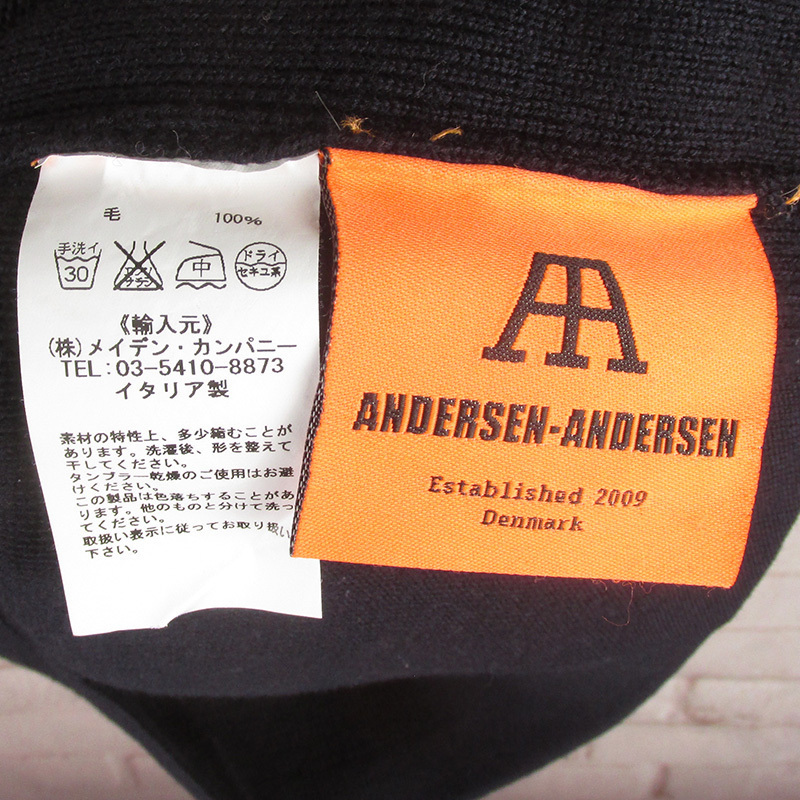 毛 100%
手洗イ
30
エンソ
サラシ
中
ドライ
セキユ系
《輸入元》
(株)メイデン・カンパニー
TEL:03-5410-8873
イタリア製
素材の特性上、多少縮むことが
あります。洗濯後、形を整えて
干してください。
タンブラー乾燥のご使用はお避
けください。
この製品は色落ちすることがあ
ります。他のものと分けて洗っ
てください。
取扱い表示に従ってお取り扱い
下さい。
AA
ANDERSEN-ANDERSEN
Established 2009
Denmark